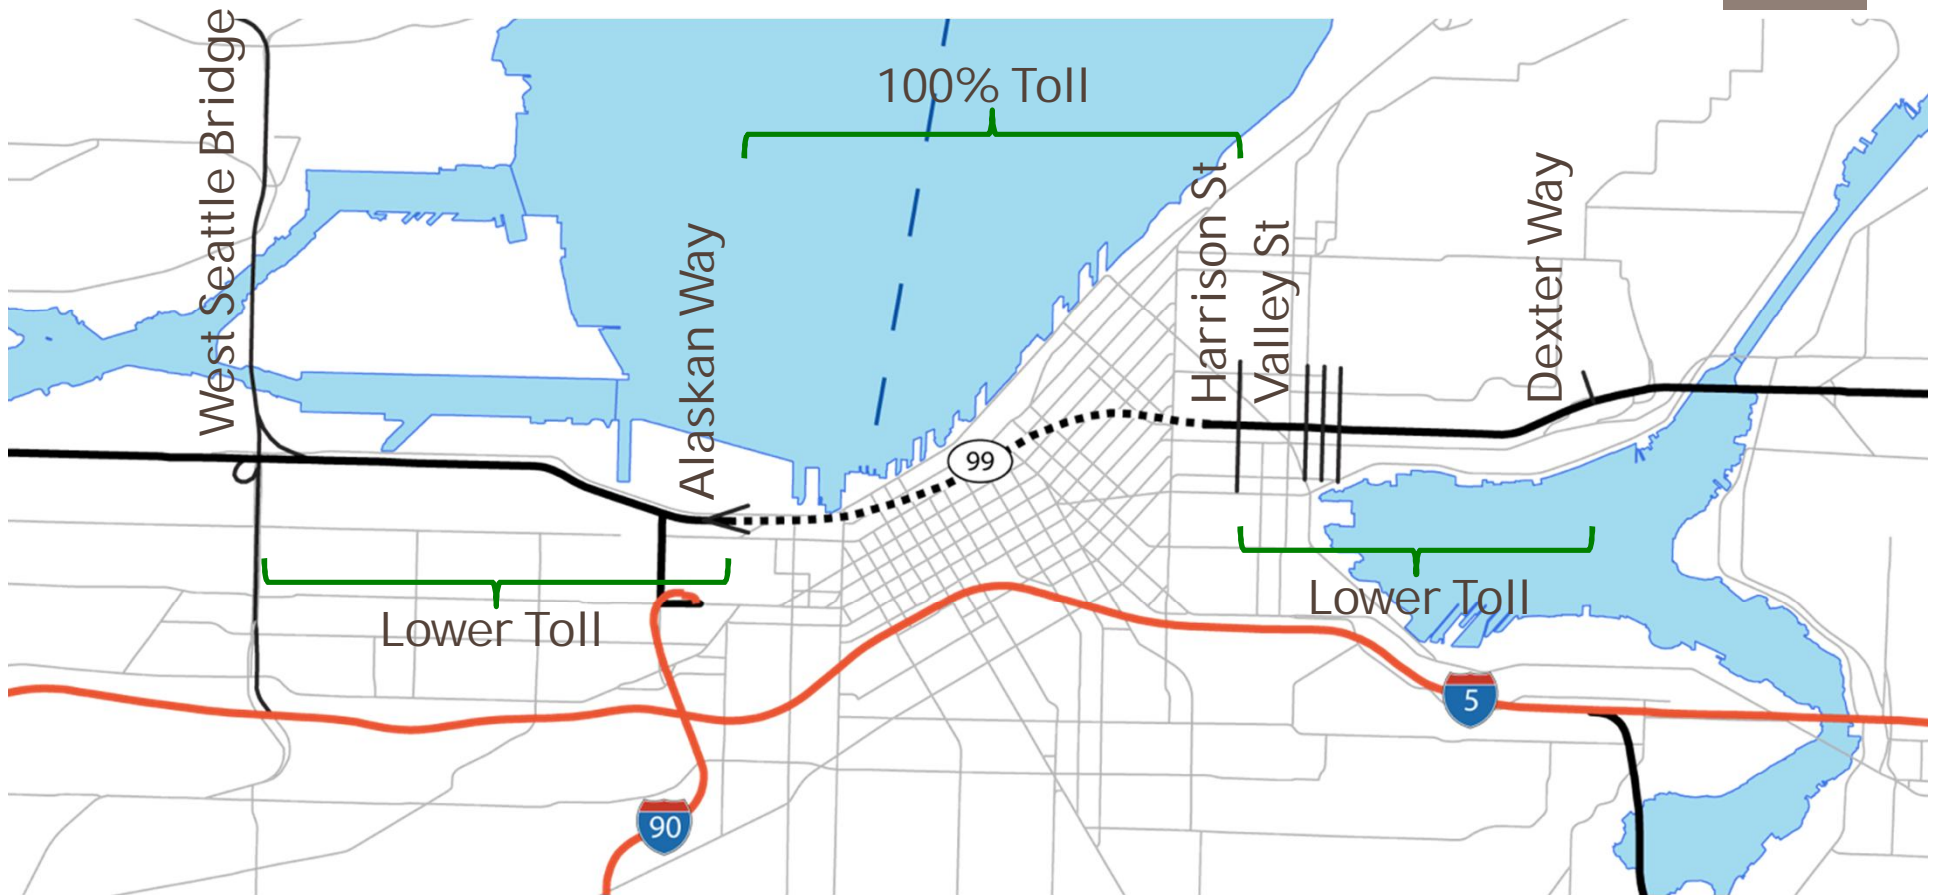 100% Toll
West Seattle Bridge
Alaskan Way
Harrison St
Valley St
Dexter Way
99
Lower Toll
Lower Toll
5
90